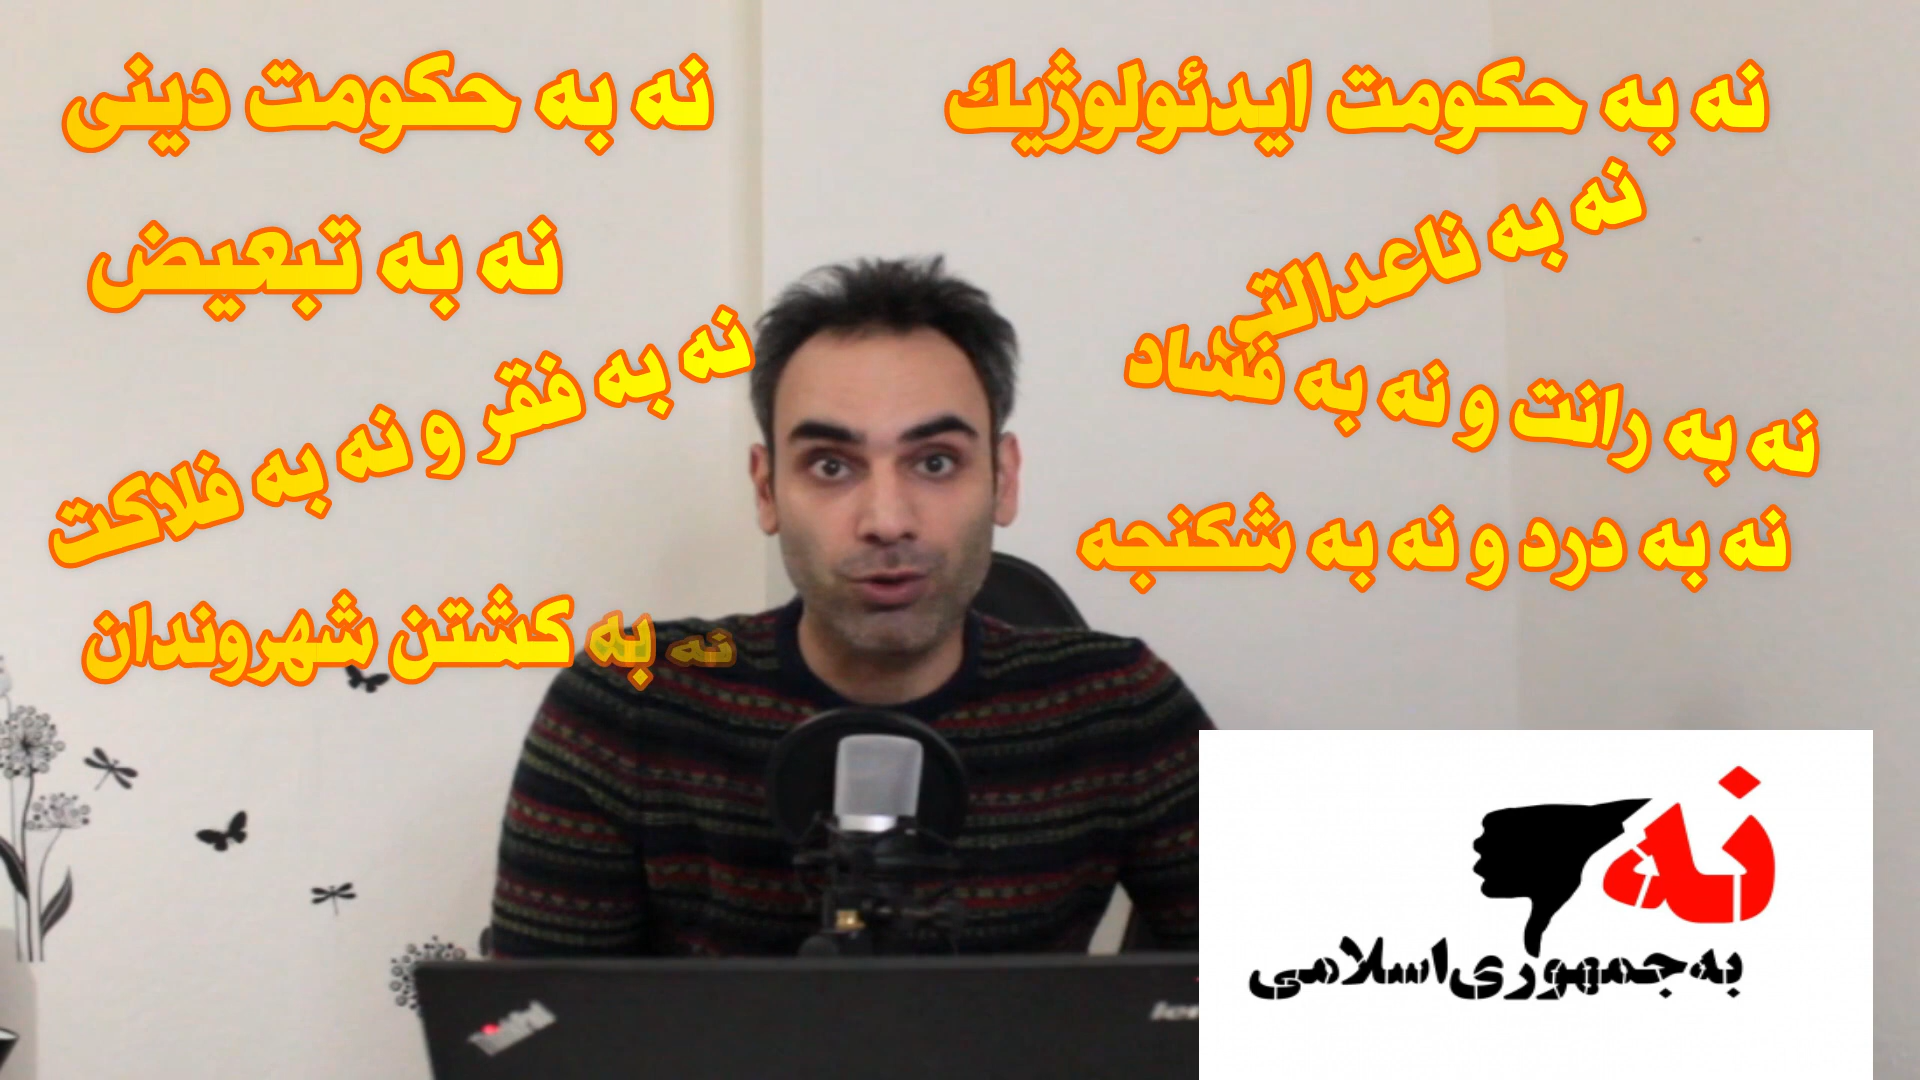 نه به حکومت ایدئولوژیک
نه به ناعدالتی
نه به رانت و نه به فساد
نه به درد و نه به شکنجه
نه به حکومت دینی
نه به تبعیض
نه به فقر و نه به فلاکت
نه به کشتن شهروندان
نه
به جمهوری اسلامی
ThinkPad